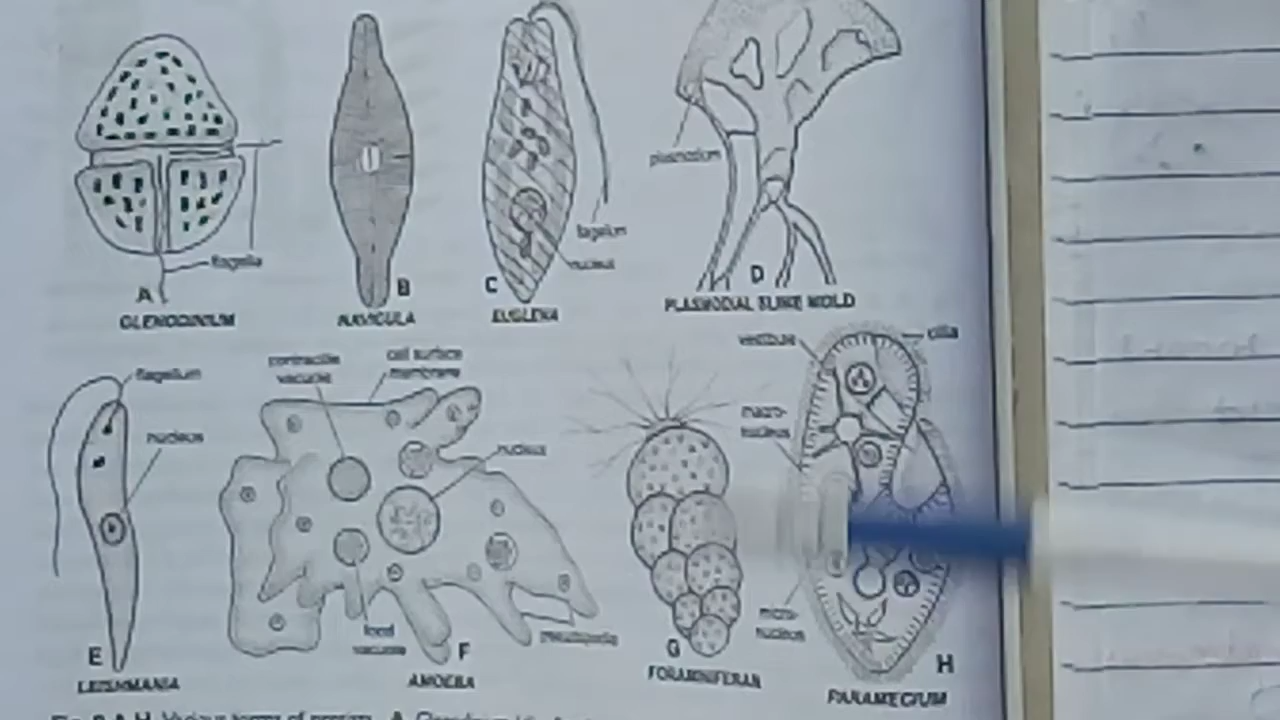 flagella
A
GLENODINIUM
B
NAVICULA
flagellum
nucleus
C
EUGLENA
plasmodium
D
PLASMODIAL SLIME MOLD
flagellum
nucleus
E
LEISHMANIA
contractile
vacuole
cell surface
membrane
nucleus
food
vacuole
pseudopodia
F
AMOEBA
G
FORAMINIFERAN
vestibule
cilia
macro-
nucleus
micro-
nucleus
H
PARAMECIUM